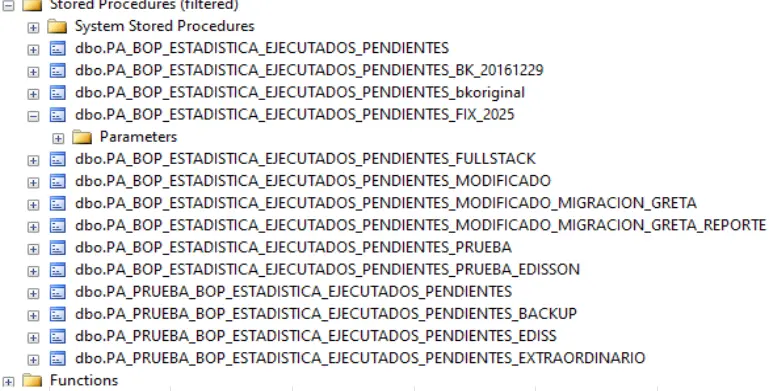 Stored Procedures (filtered)
System Stored Procedures
dbo.PA_BOP_ESTADISTICA_EJECUTADOS_PENDIENTES
dbo.PA_BOP_ESTADISTICA_EJECUTADOS_PENDIENTES_BK_20161229
dbo.PA_BOP_ESTADISTICA_EJECUTADOS_PENDIENTES_bkoriginal
dbo.PA_BOP_ESTADISTICA_EJECUTADOS_PENDIENTES_FIX_2025
Parameters
dbo.PA_BOP_ESTADISTICA_EJECUTADOS_PENDIENTES_FULLSTACK
dbo.PA_BOP_ESTADISTICA_EJECUTADOS_PENDIENTES_MODIFICADO
dbo.PA_BOP_ESTADISTICA_EJECUTADOS_PENDIENTES_MODIFICADO_MIGRACION_GRETA
dbo.PA_BOP_ESTADISTICA_EJECUTADOS_PENDIENTES_MODIFICADO_MIGRACION_GRETA_REPORTE
dbo.PA_BOP_ESTADISTICA_EJECUTADOS_PENDIENTES_PRUEBA
dbo.PA_BOP_ESTADISTICA_EJECUTADOS_PENDIENTES_PRUEBA_EDISSON
dbo.PA_PRUEBA_BOP_ESTADISTICA_EJECUTADOS_PENDIENTES
dbo.PA_PRUEBA_BOP_ESTADISTICA_EJECUTADOS_PENDIENTES_BACKUP
dbo.PA_PRUEBA_BOP_ESTADISTICA_EJECUTADOS_PENDIENTES_EDISS
dbo.PA_PRUEBA_BOP_ESTADISTICA_EJECUTADOS_PENDIENTES_EXTRAORDINARIO
Functions